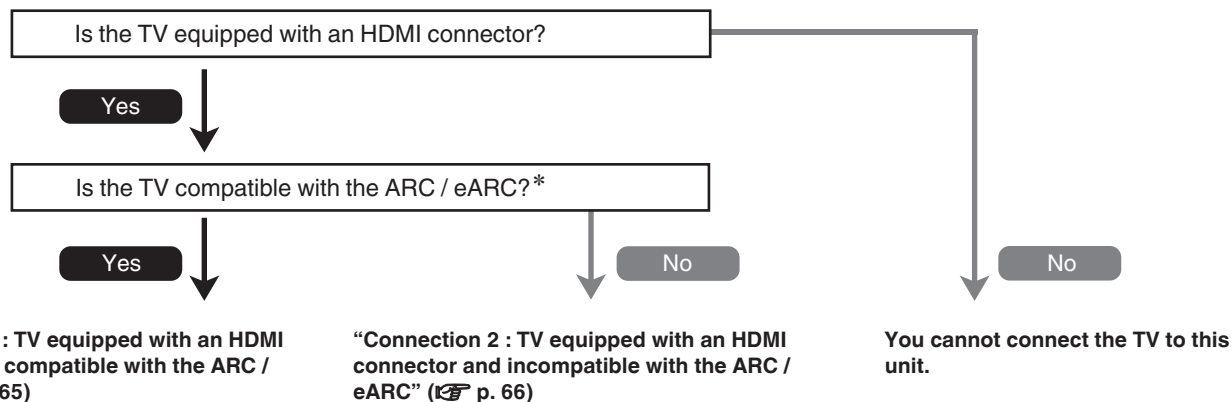 Is the TV equipped with an HDMI connector?
Yes
Is the TV compatible with the ARC / eARC?*
Yes
No
No
: TV equipped with an HDMI
compatible with the ARC /
65)
“Connection 2 : TV equipped with an HDMI
connector and incompatible with the ARC /
eARC” (☞ p. 66)
You cannot connect the TV to this
unit.